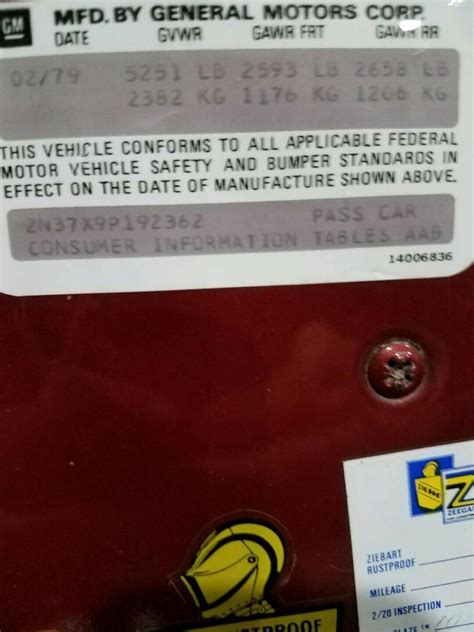 GM
MFD. BY GENERAL MOTORS CORP.
DATE GVWR GAWR FRT GAWR RR
02/79 5251 LB 2593 LB 2658 LB
2382 KG 1176 KG 1206 KG
THIS VEHICLE CONFORMS TO ALL APPLICABLE FEDERAL
MOTOR VEHICLE SAFETY AND BUMPER STANDARDS IN
EFFECT ON THE DATE OF MANUFACTURE SHOWN ABOVE.
2N37X9P192362 PASS CAR
CONSUMER INFORMATION TABLES AAB
14006836
Z
ZIEBART
RUSTPROOF
MILEAGE
2/20 INSPECTION